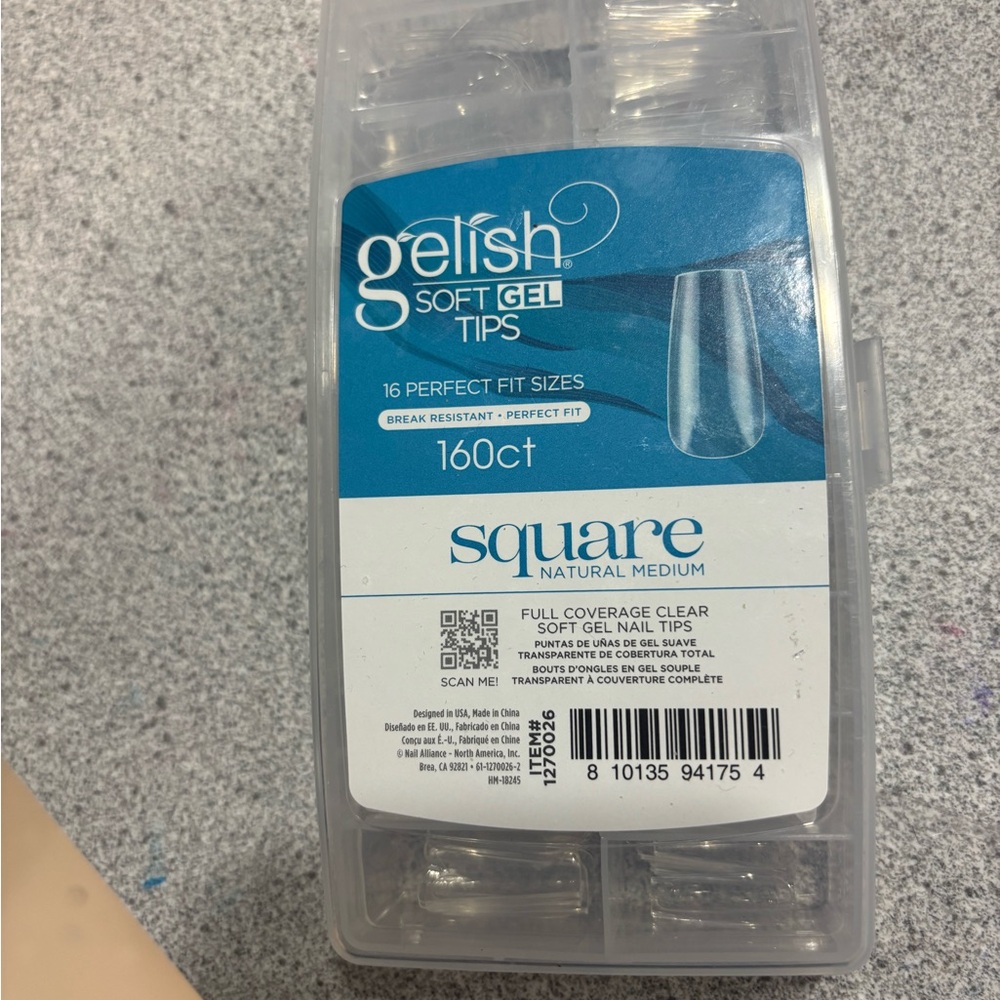 gelish®
SOFT GEL
TIPS
16 PERFECT FIT SIZES
BREAK RESISTANT • PERFECT FIT
160ct
square
NATURAL MEDIUM
FULL COVERAGE CLEAR
SOFT GEL NAIL TIPS
PUNTAS DE UÑAS DE GEL SUAVE
TRANSPARENTE DE COBERTURA TOTAL
BOUTS D'ONGLES EN GEL SOUPLE
TRANSPARENT À COUVERTURE COMPLÈTE
SCAN ME!
Designed in USA, Made in China
Diseñado en EE. UU., Fabricado en China
Conçu aux É.-U., Fabriqué en Chine
© Nail Alliance - North America, Inc.
Brea, CA 92821 • 61-1270026-2
HM-18245
ITEM#
1270026
8 10135 94175 4